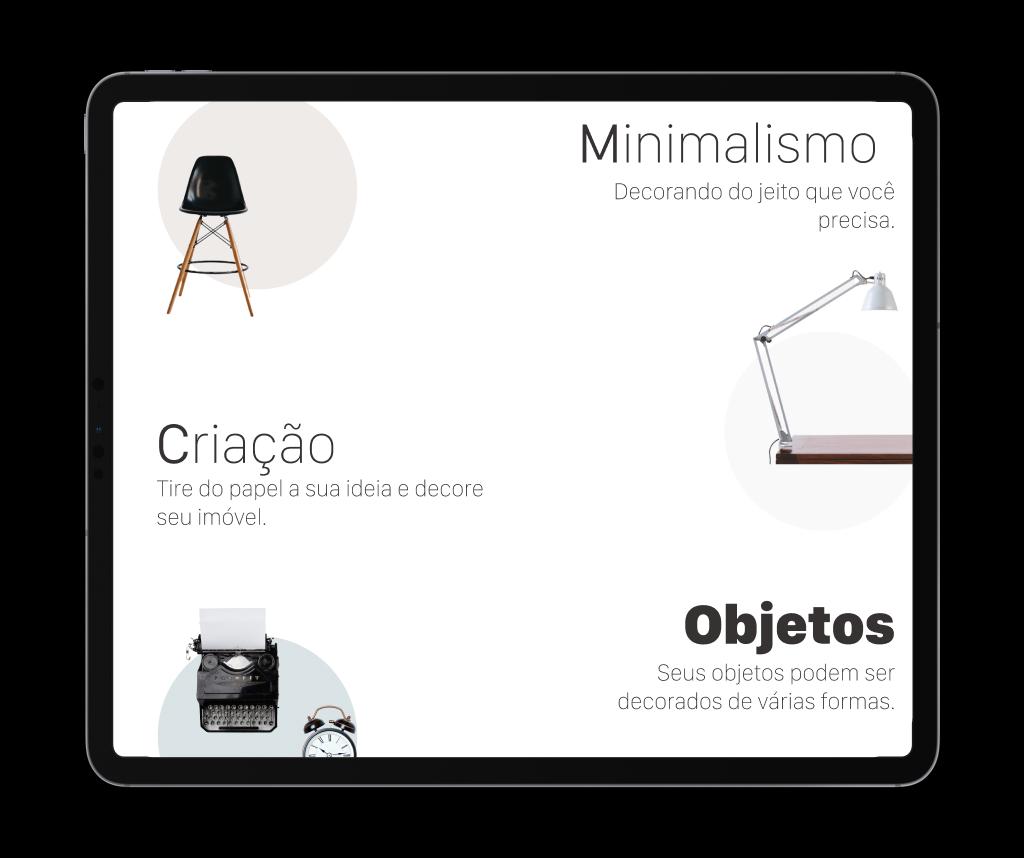 Minimalismo
Decorando do jeito que você
precisa.
Criação
Tire do papel a sua ideia e decore
seu imóvel.
Objetos
Seus objetos podem ser
decorados de várias formas.